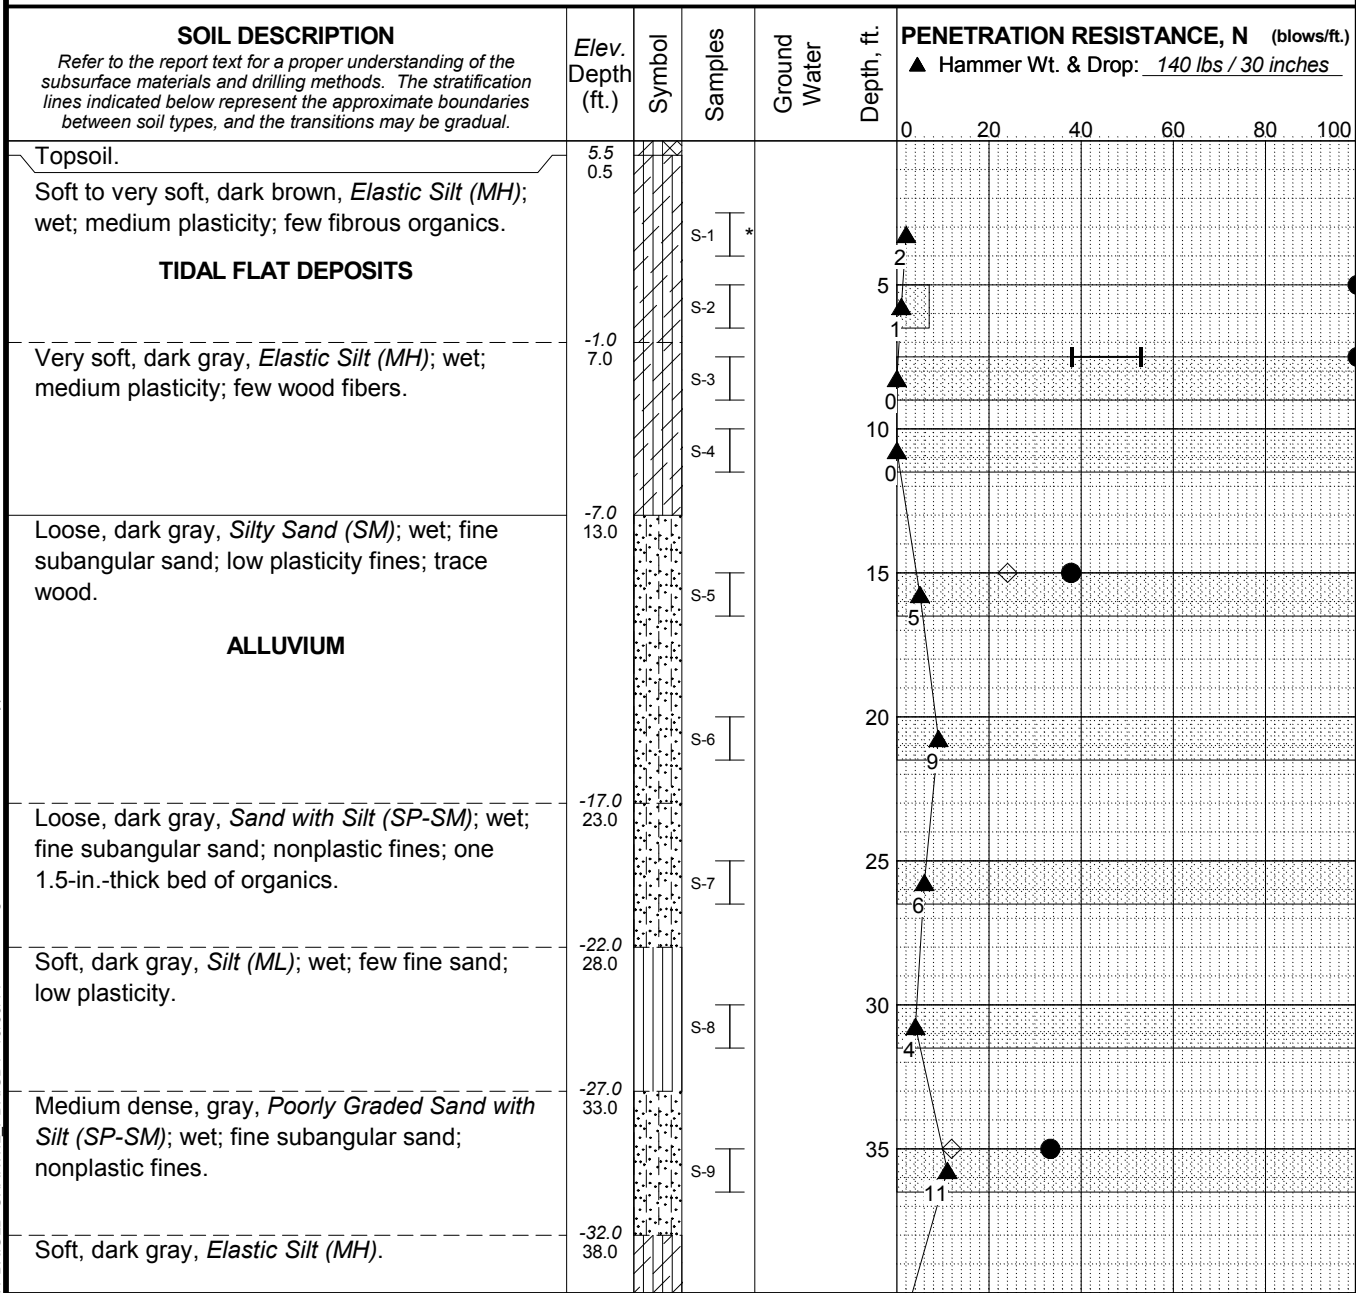 SOIL DESCRIPTION
Refer to the report text for a proper understanding of the
subsurface materials and drilling methods. The stratification
lines indicated below represent the approximate boundaries
between soil types, and the transitions may be gradual.
Elev.
Depth
(ft.)
Symbol
Samples
Ground
Water
Depth, ft.
PENETRATION RESISTANCE, N (blows/ft.)
▲ Hammer Wt. & Drop: 140 lbs / 30 inches
0 20 40 60 80 100
Topsoil.
5.5
0.5
Soft to very soft, dark brown, Elastic Silt (MH);
wet; medium plasticity; few fibrous organics.
S-1 *
2
TIDAL FLAT DEPOSITS
5
S-2
1
-1.0
7.0
Very soft, dark gray, Elastic Silt (MH); wet;
medium plasticity; few wood fibers.
S-3
0
10
S-4
0
-7.0
13.0
Loose, dark gray, Silty Sand (SM); wet; fine
subangular sand; low plasticity fines; trace
wood.
15
S-5
5
ALLUVIUM
20
S-6
9
-17.0
23.0
Loose, dark gray, Sand with Silt (SP-SM); wet;
fine subangular sand; nonplastic fines; one
1.5-in.-thick bed of organics.
25
S-7
6
-22.0
28.0
Soft, dark gray, Silt (ML); wet; few fine sand;
low plasticity.
30
S-8
4
-27.0
33.0
Medium dense, gray, Poorly Graded Sand with
Silt (SP-SM); wet; fine subangular sand;
nonplastic fines.
35
S-9
11
-32.0
38.0
Soft, dark gray, Elastic Silt (MH).